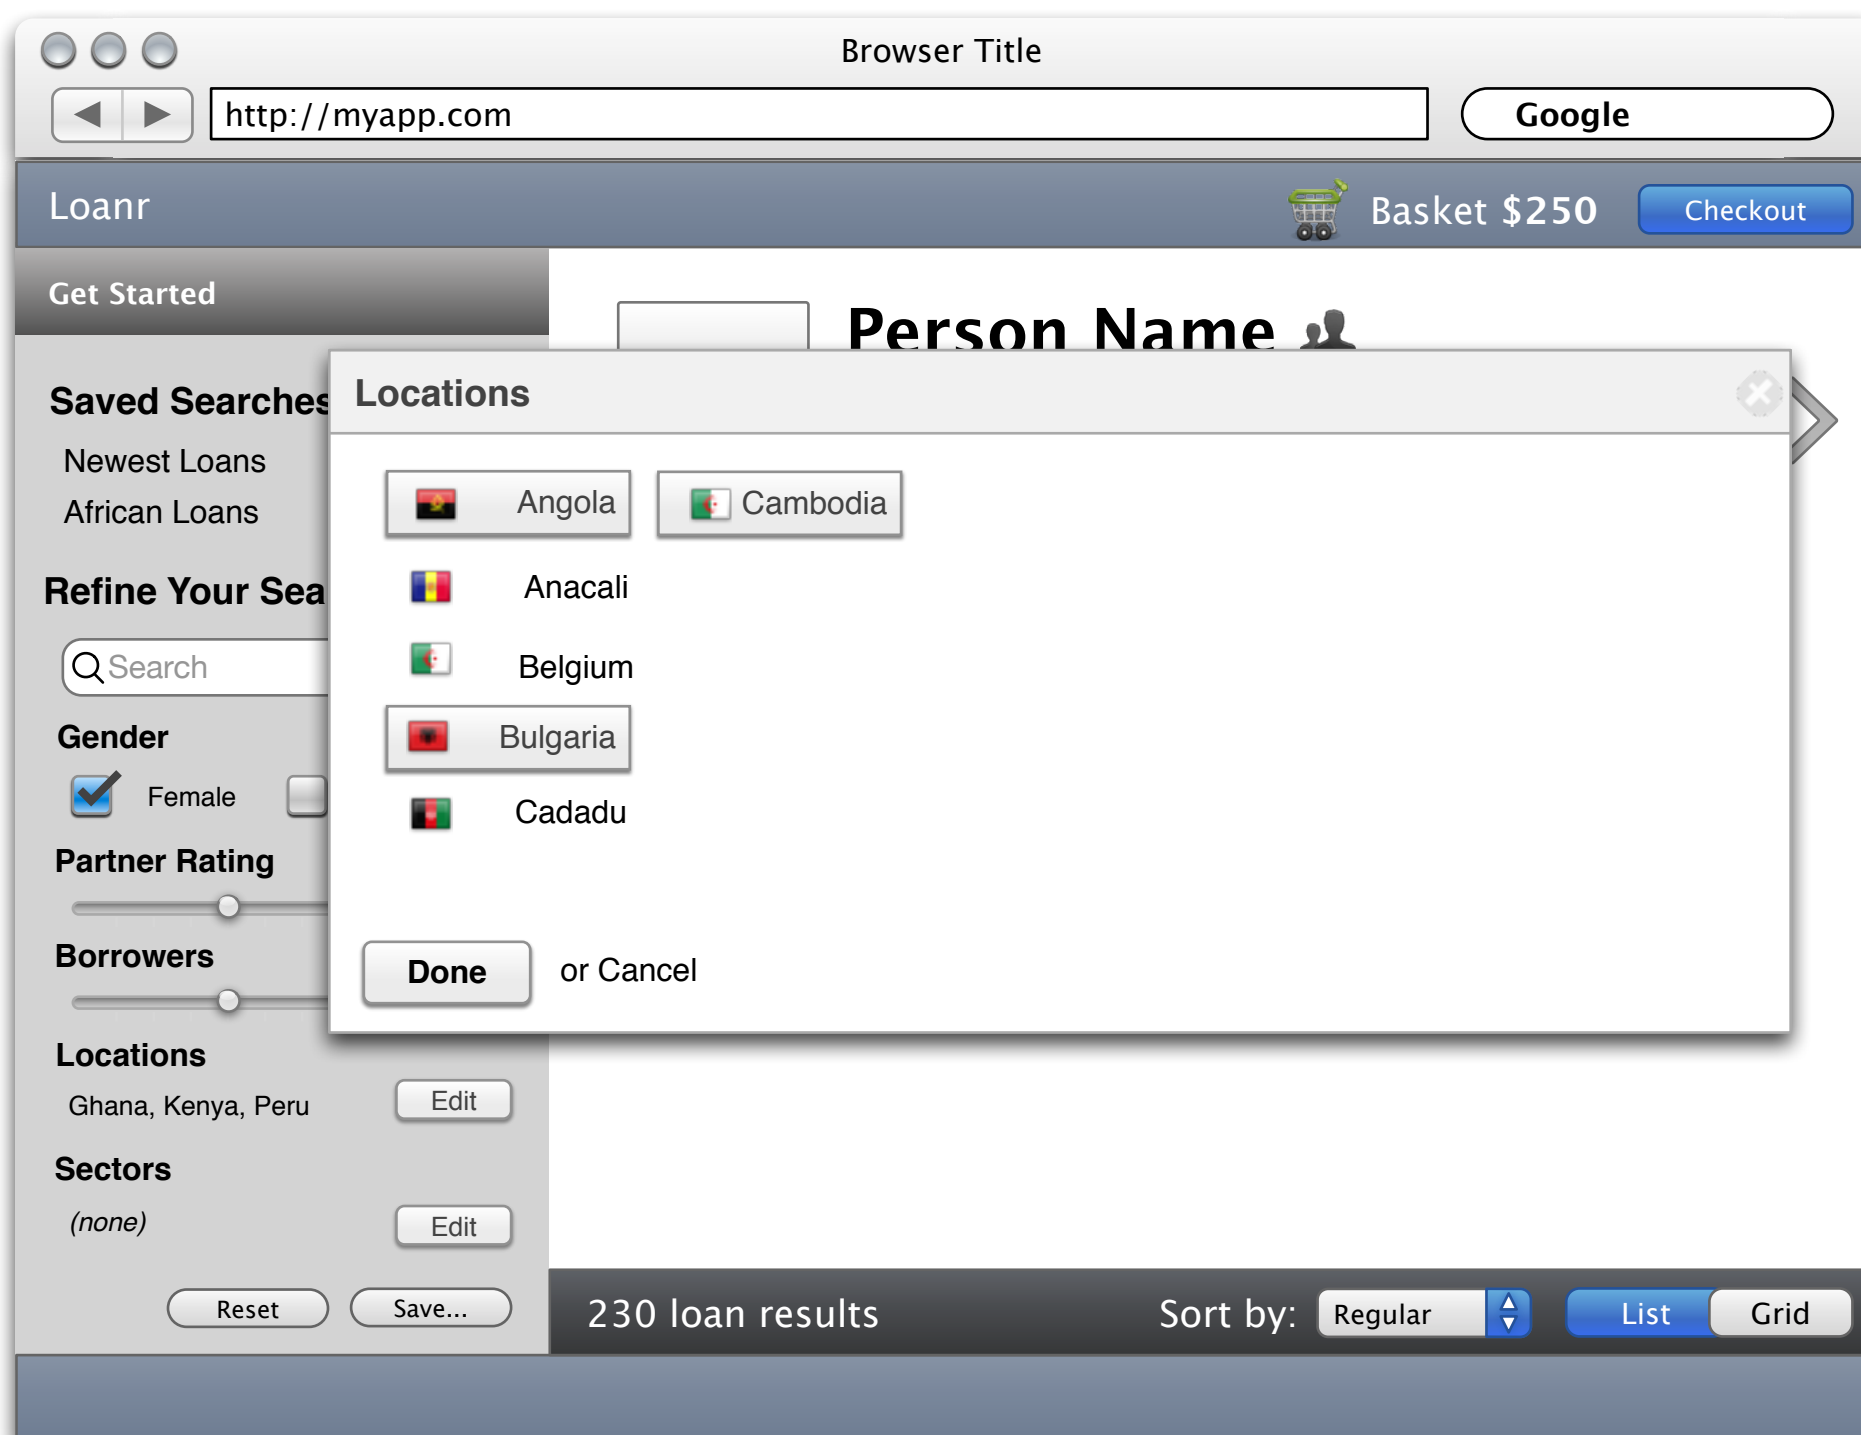 Browser Title
http://myapp.com
Google
Loanr
Basket $250
Checkout
Get Started
Person Name
Saved Searches
Newest Loans
African Loans
Refine Your Sea
Search
Gender
Female
Partner Rating
Borrowers
Locations
Ghana, Kenya, Peru
Edit
Sectors
(none)
Edit
Reset
Save...
Locations
Angola
Cambodia
Anacali
Belgium
Bulgaria
Cadadu
Done
or Cancel
230 loan results
Sort by:
Regular
List
Grid